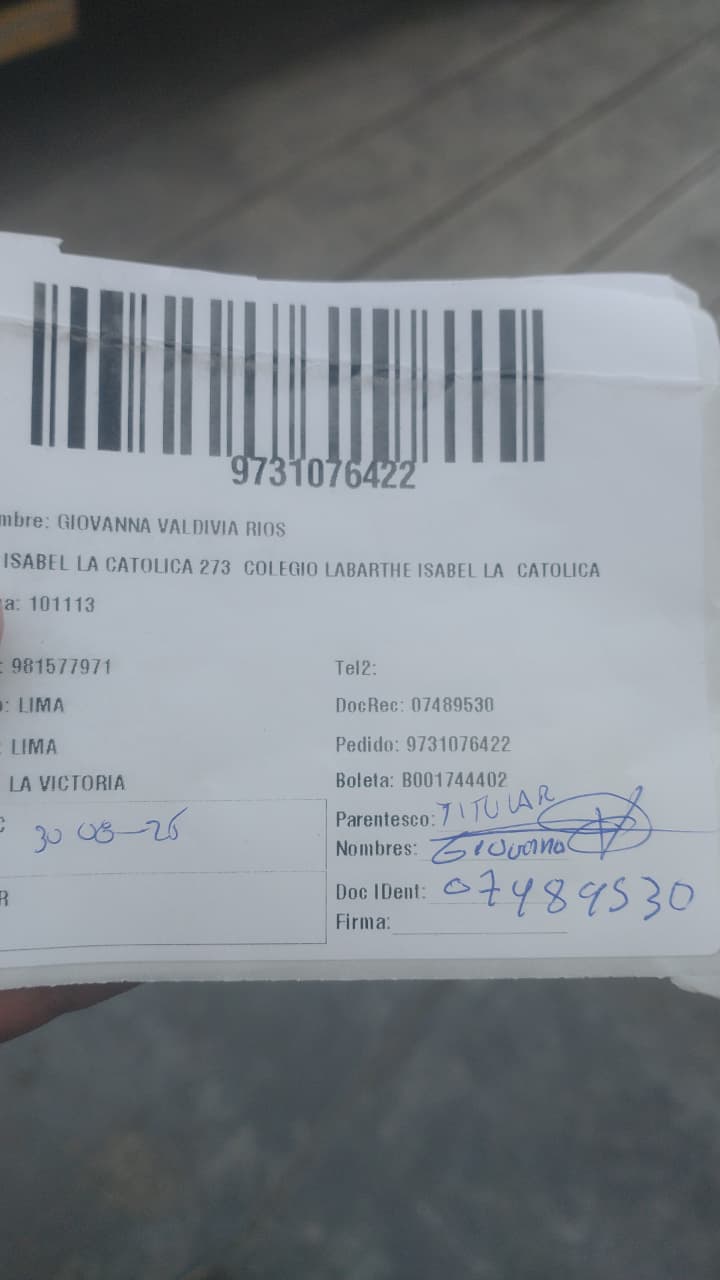 9731076422
mbre: GIOVANNA VALDIVIA RIOS
ISABEL LA CATOLICA 273 COLEGIO LABARTHE ISABEL LA CATOLICA
a: 101113
: 981577971
Tel2:
: LIMA
DocRec: 07489530
: LIMA
Pedido: 9731076422
LA VICTORIA
Boleta: B001744402
Parentesco: TITULAR
30 08-25
Nombres: Giovanna
R
Doc IDent: 07489530
Firma: